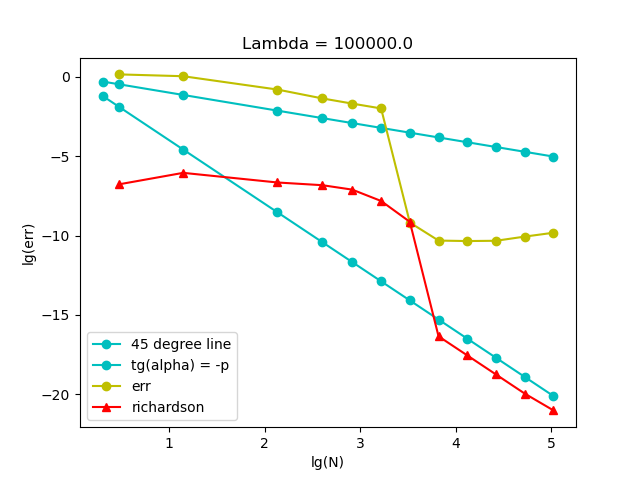 Lambda = 100000.0
lg(err)
0
−5
−10
−15
−20
45 degree line
tg(alpha) = -p
err
richardson
1
2
3
4
5
lg(N)